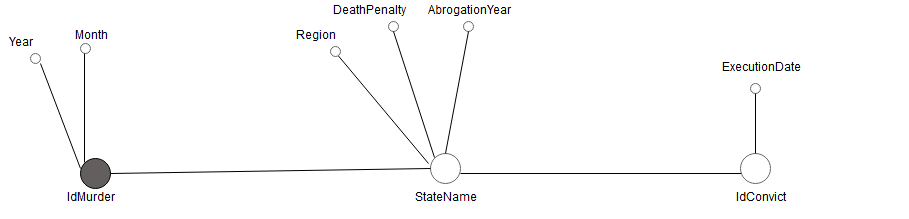 DeathPenalty
AbrogationYear
Year
Month
Region
ExecutionDate
IdMurder
StateName
IdConvict